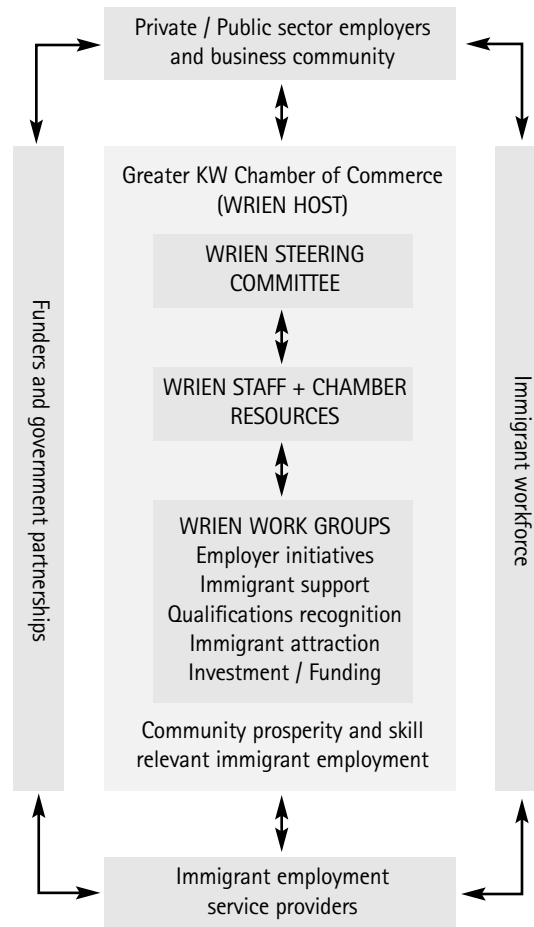 Private / Public sector employers
and business community
Funders and government partnerships
Greater KW Chamber of Commerce
(WRIEN HOST)
WRIEN STEERING
COMMITTEE
WRIEN STAFF + CHAMBER
RESOURCES
WRIEN WORK GROUPS
Employer initiatives
Immigrant support
Qualifications recognition
Immigrant attraction
Investment / Funding
Community prosperity and skill
relevant immigrant employment
Immigrant workforce
Immigrant employment
service providers